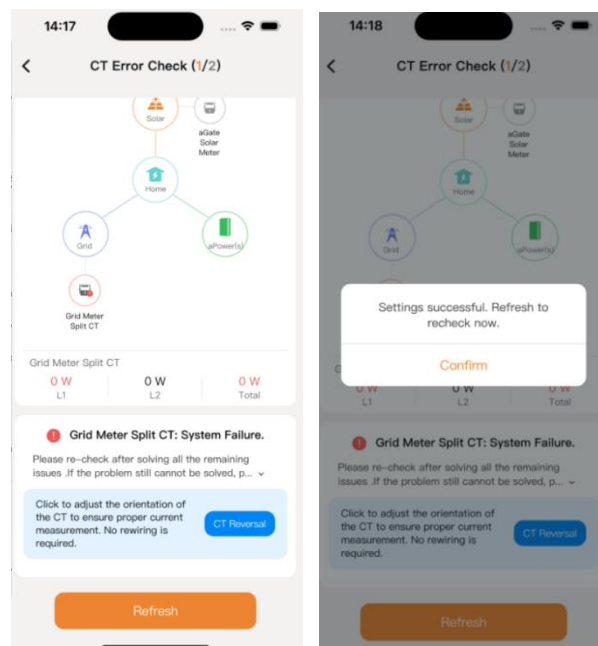 14:17
CT Error Check (1/2)
Solar
aGate
Solar
Meter
Home
Grid
aPower(s)
Grid Meter
Split CT
Grid Meter Split CT
0 W
0 W
0 W
L1
L2
Total
Grid Meter Split CT: System Failure.
Please re-check after solving all the remaining
issues .If the problem still cannot be solved, p...
Click to adjust the orientation of
the CT to ensure proper current
measurement. No rewiring is
required.
CT Reversal
Refresh
14:18
CT Error Check (1/2)
Solar
aGate
Solar
Meter
Home
Grid
aPower(s)
Settings successful. Refresh to
recheck now.
Confirm
0 W
0 W
0 W
L1
L2
Total
Grid Meter Split CT: System Failure.
Please re-check after solving all the remaining
issues .If the problem still cannot be solved, p...
Click to adjust the orientation of
the CT to ensure proper current
measurement. No rewiring is
required.
CT Reversal
Refresh